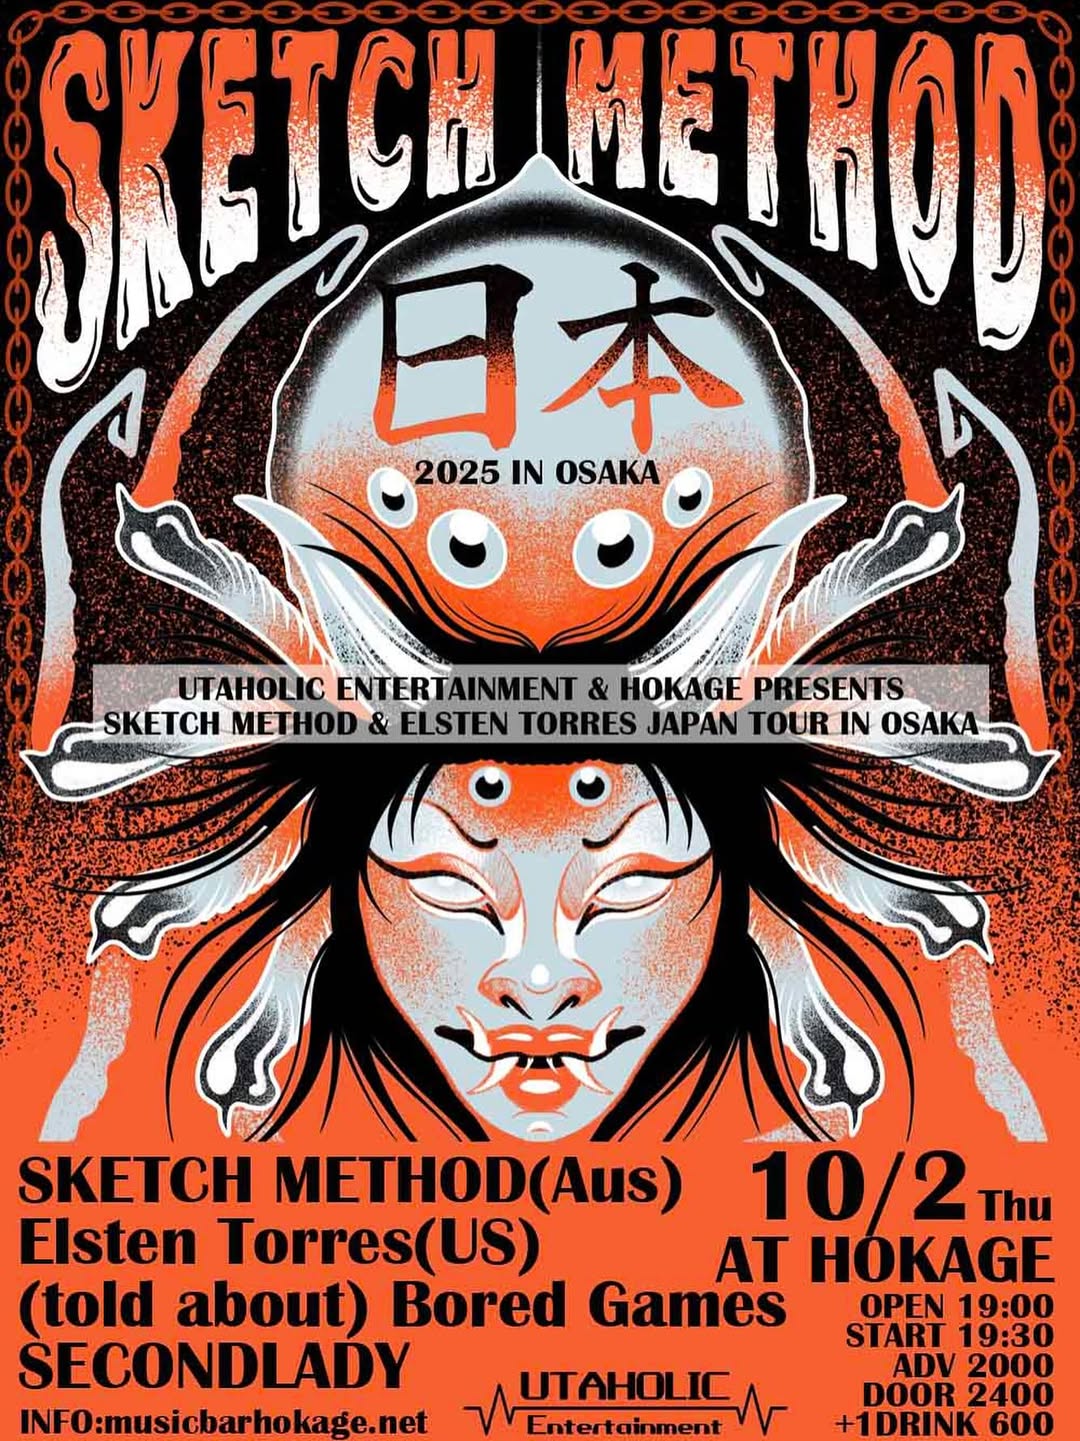 SKETCH METHOD
日本
2025 IN OSAKA
UTAHOLIC ENTERTAINMENT & HOKAGE PRESENTS
SKETCH METHOD & ELSTEN TORRES JAPAN TOUR IN OSAKA
SKETCH METHOD(Aus)
Elsten Torres(US)
(told about) Bored Games
SECONDLADY
INFO:musicbarhokage.net
UTAHOLIC
Entertainment
10/2 Thu
AT HOKAGE
OPEN 19:00
START 19:30
ADV 2000
DOOR 2400
+1DRINK 600